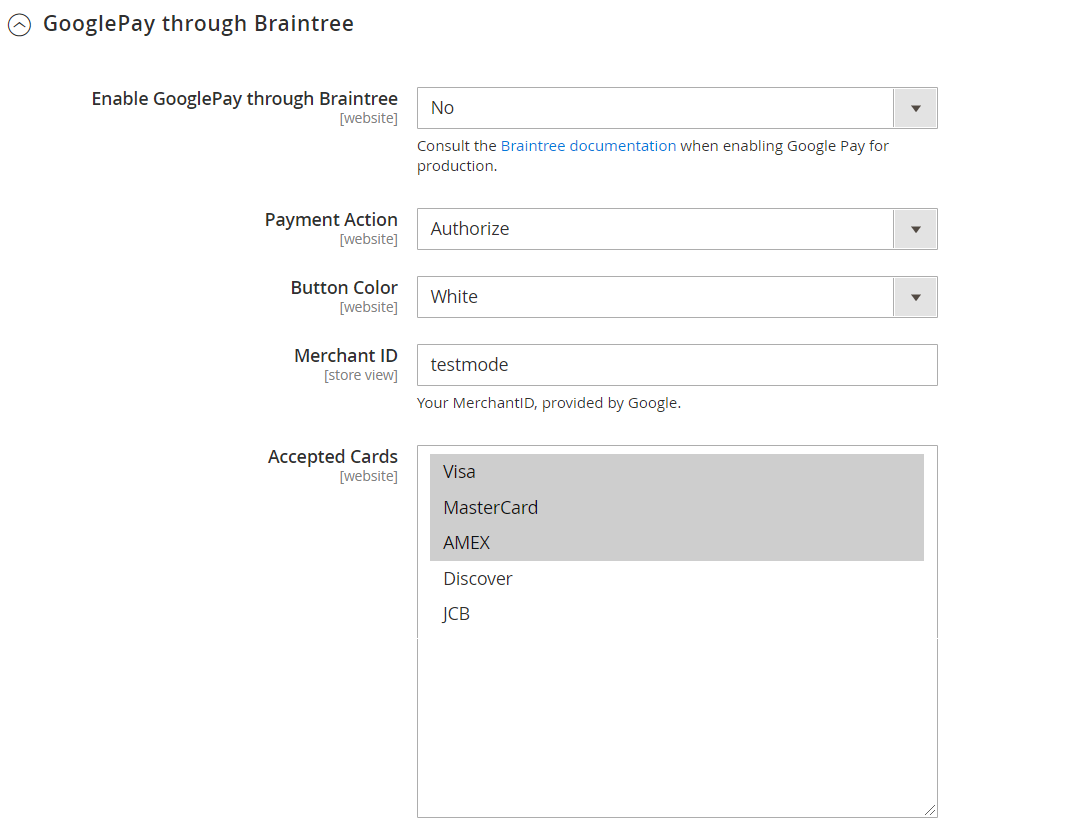 GooglePay through Braintree
Enable GooglePay through Braintree
[website]
No
Consult the Braintree documentation when enabling Google Pay for
production.
Payment Action
[website]
Authorize
Button Color
[website]
White
Merchant ID
[store view]
testmode
Your MerchantID, provided by Google.
Accepted Cards
[website]
Visa
MasterCard
AMEX
Discover
JCB